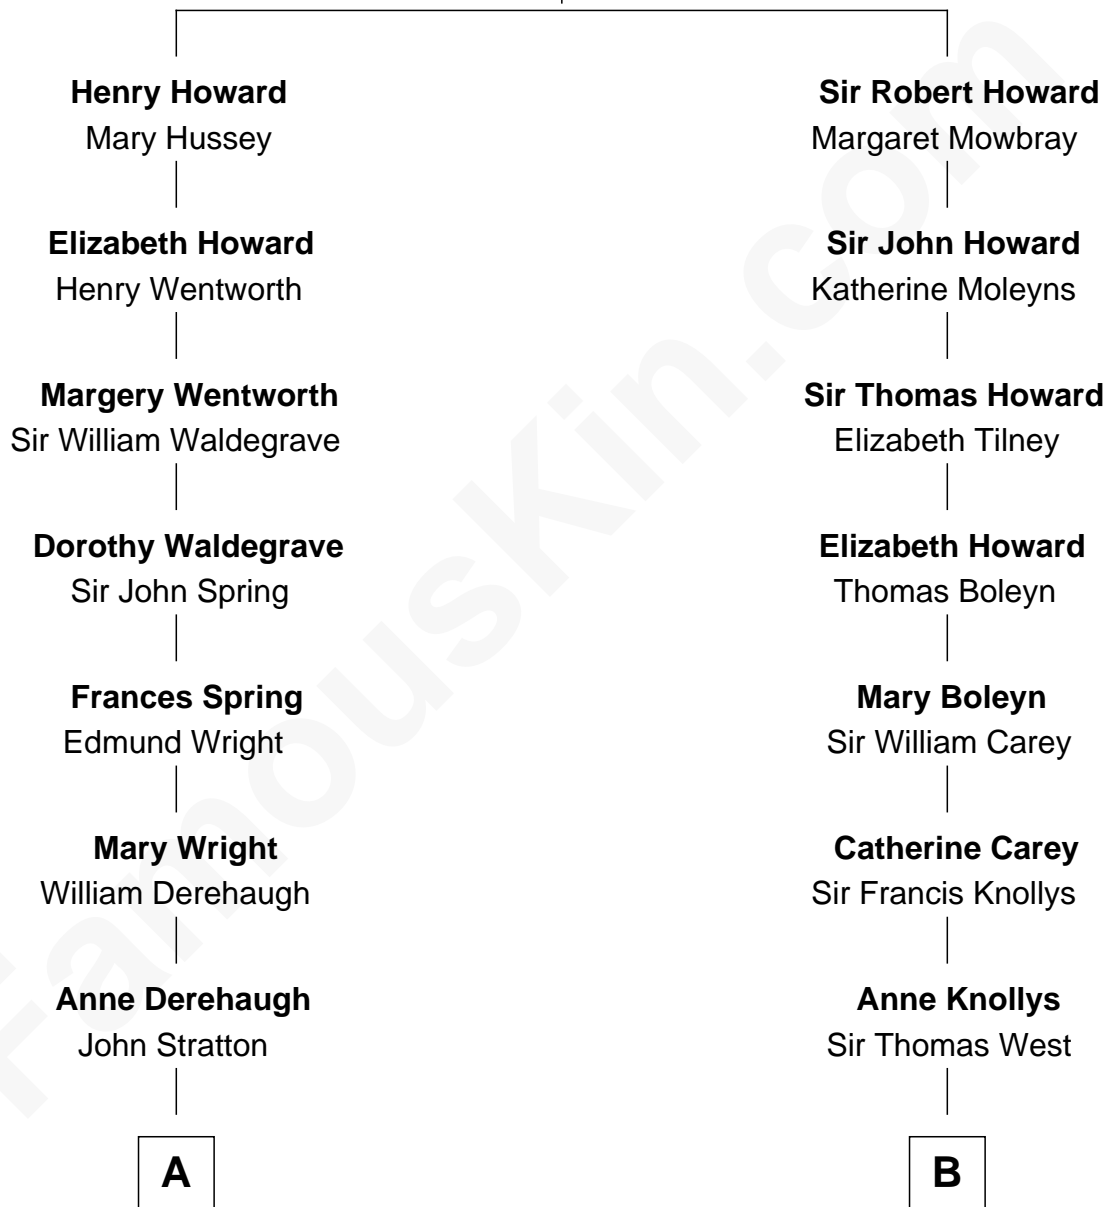 Henry Howard
Mary Hussey
Elizabeth Howard
Henry Wentworth
Margery Wentworth
Sir William Waldegrave
Dorothy Waldegrave
Sir John Spring
Frances Spring
Edmund Wright
Mary Wright
William Derehaugh
Anne Derehaugh
John Stratton
A
Sir Robert Howard
Margaret Mowbray
Sir John Howard
Katherine Moleyns
Sir Thomas Howard
Elizabeth Tilney
Elizabeth Howard
Thomas Boleyn
Mary Boleyn
Sir William Carey
Catherine Carey
Sir Francis Knollys
Anne Knollys
Sir Thomas West
B
FamousKin.com